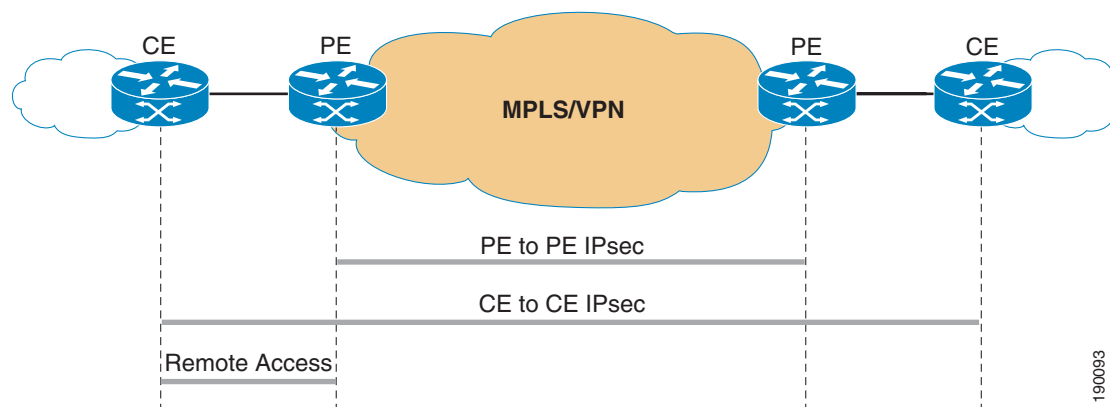 CE
PE
PE
CE
MPLS/VPN
PE to PE IPsec
CE to CE IPsec
Remote Access
190093